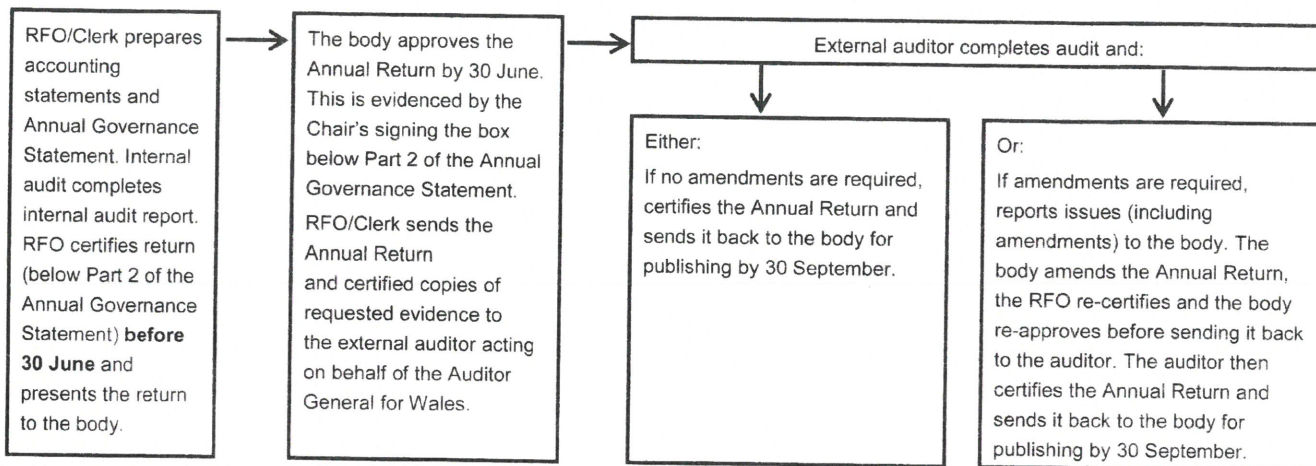 RFO/Clerk prepares
accounting
statements and
Annual Governance
Statement. Internal
audit completes
internal audit report.
RFO certifies return
(below Part 2 of the
Annual Governance
Statement) before
30 June and
presents the return
to the body.
The body approves the
Annual Return by 30 June.
This is evidenced by the
Chair's signing the box
below Part 2 of the Annual
Governance Statement.
RFO/Clerk sends the
Annual Return
and certified copies of
requested evidence to
the external auditor acting
on behalf of the Auditor
General for Wales.
External auditor completes audit and:
Either:
If no amendments are required,
certifies the Annual Return and
sends it back to the body for
publishing by 30 September.
Or:
If amendments are required,
reports issues (including
amendments) to the body. The
body amends the Annual Return,
the RFO re-certifies and the body
re-approves before sending it back
to the auditor. The auditor then
certifies the Annual Return and
sends it back to the body for
publishing by 30 September.